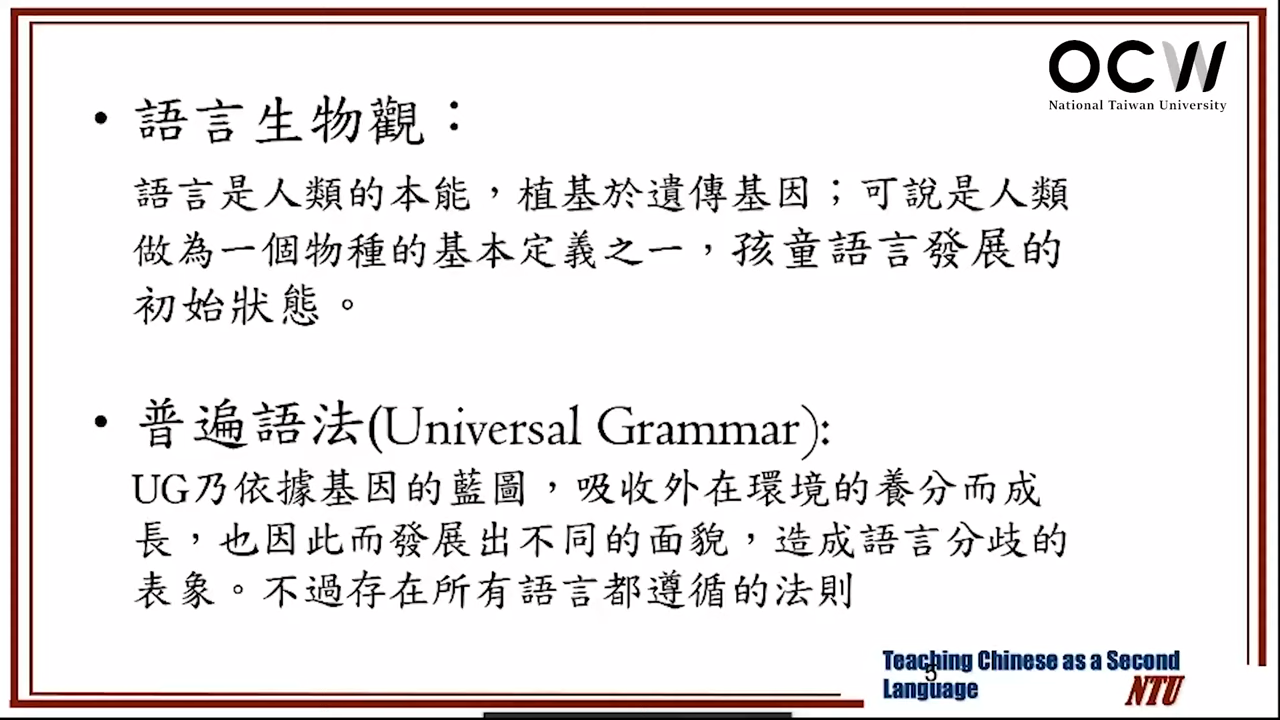 OCW
National Taiwan University
• 語言生物觀：
語言是人類的本能，植基於遺傳基因；可說是人類
做為一個物種的基本定義之一，孩童語言發展的
初始狀態。
• 普遍語法(Universal Grammar):
UG乃依據基因的藍圖，吸收外在環境的養分而成
長，也因此而發展出不同的面貌，造成語言分歧的
表象。不過存在所有語言都遵循的法則
Teaching Chinese as a Second
Language
5
NTU